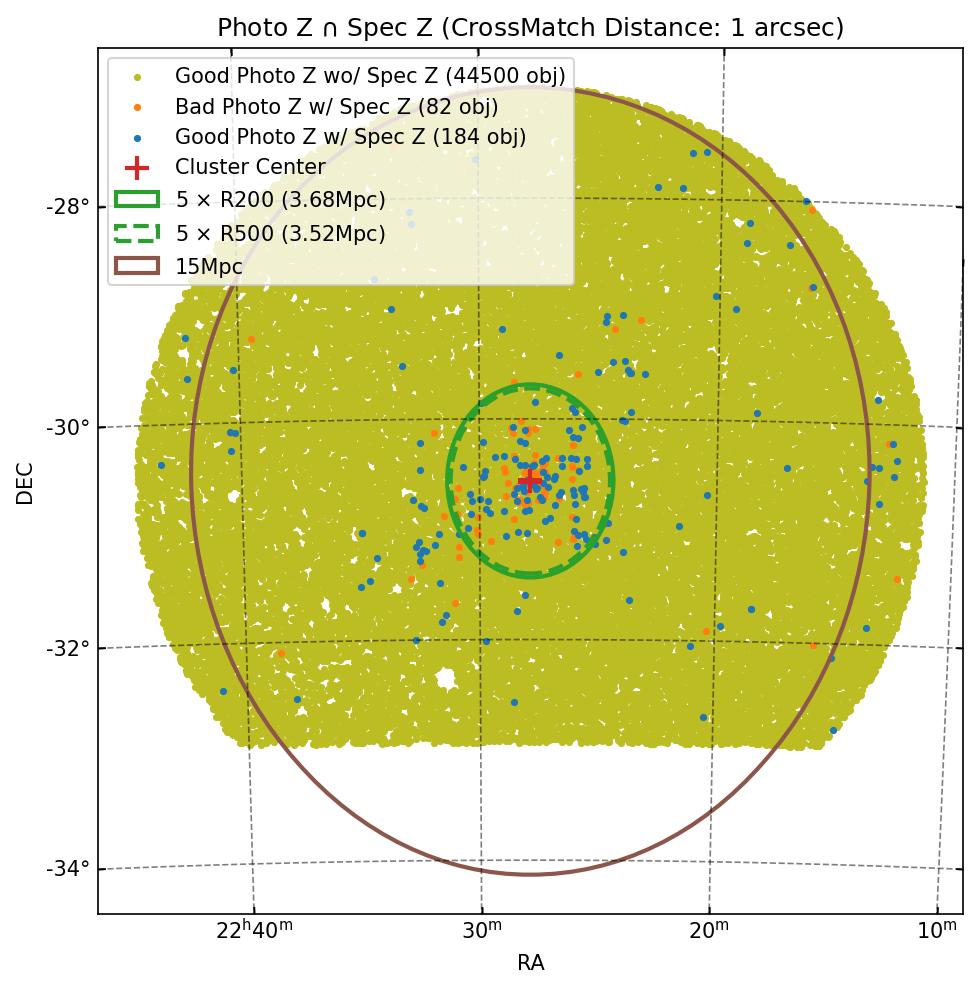 Photo Z ∩ Spec Z (CrossMatch Distance: 1 arcsec)
Good Photo Z wo/ Spec Z (44500 obj)
Bad Photo Z w/ Spec Z (82 obj)
Good Photo Z w/ Spec Z (184 obj)
Cluster Center
5 × R200 (3.68Mpc)
5 × R500 (3.52Mpc)
15Mpc
-28°
-30°
-32°
-34°
DEC
22ʰ40ᵐ 30ᵐ 20ᵐ 10ᵐ
RA